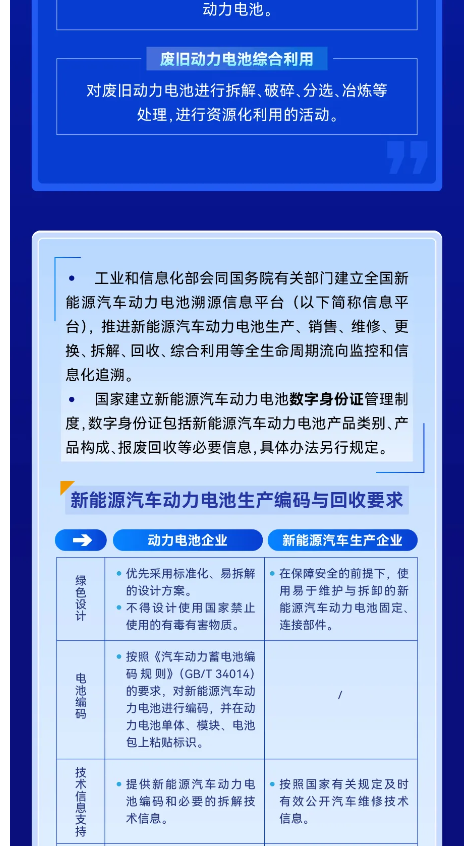 动力电池。
废旧动力电池综合利用
对废旧动力电池进行拆解、破碎、分选、冶炼等
处理,进行资源化利用的活动。
• 工业和信息化部会同国务院有关部门建立全国新
能源汽车动力电池溯源信息平台（以下简称信息平
台），推进新能源汽车动力电池生产、销售、维修、更
换、拆解、回收、综合利用等全生命周期流向监控和信
息化追溯。
• 国家建立新能源汽车动力电池数字身份证管理制
度,数字身份证包括新能源汽车动力电池产品类别、产
品构成、报废回收等必要信息,具体办法另行规定。
新能源汽车动力电池生产编码与回收要求
动力电池企业
新能源汽车生产企业
绿色设计
• 优先采用标准化、易拆解
的设计方案。
• 不得设计使用国家禁止
使用的有毒有害物质。
• 在保障安全的前提下，使
用易于维护与拆卸的新
能源汽车动力电池固定、
连接部件。
电池编码
• 按照《汽车动力蓄电池编
码规则》（GB/T 34014）
的要求，对新能源汽车动
力电池进行编码，并在动
力电池单体、模块、电池
包上粘贴标识。
/
技术信息支持
• 提供新能源汽车动力电
池编码和必要的拆解技
术信息。
• 按照国家有关规定及时
有效公开汽车维修技术
信息。